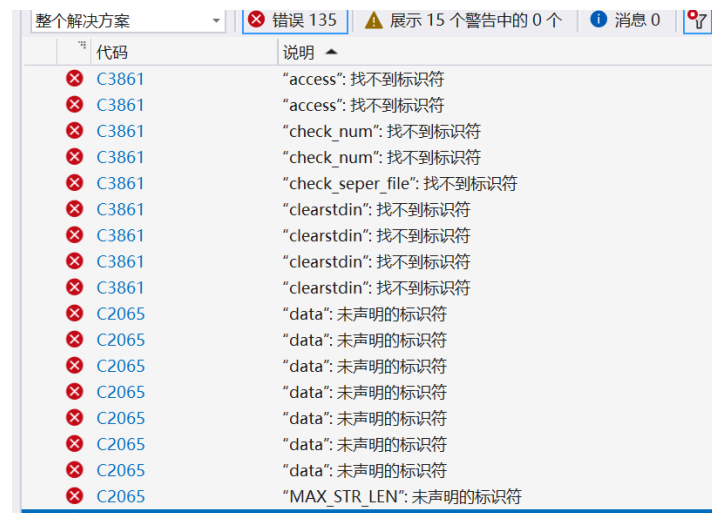 整个解决方案 错误 135 展示 15 个警告中的 0 个 消息 0
代码 说明
C3861 “access”: 找不到标识符
C3861 “access”: 找不到标识符
C3861 “check_num”: 找不到标识符
C3861 “check_num”: 找不到标识符
C3861 “check_seper_file”: 找不到标识符
C3861 “clearstdin”: 找不到标识符
C3861 “clearstdin”: 找不到标识符
C3861 “clearstdin”: 找不到标识符
C3861 “clearstdin”: 找不到标识符
C2065 “data”: 未声明的标识符
C2065 “data”: 未声明的标识符
C2065 “data”: 未声明的标识符
C2065 “data”: 未声明的标识符
C2065 “data”: 未声明的标识符
C2065 “data”: 未声明的标识符
C2065 “data”: 未声明的标识符
C2065 “MAX_STR_LEN”: 未声明的标识符